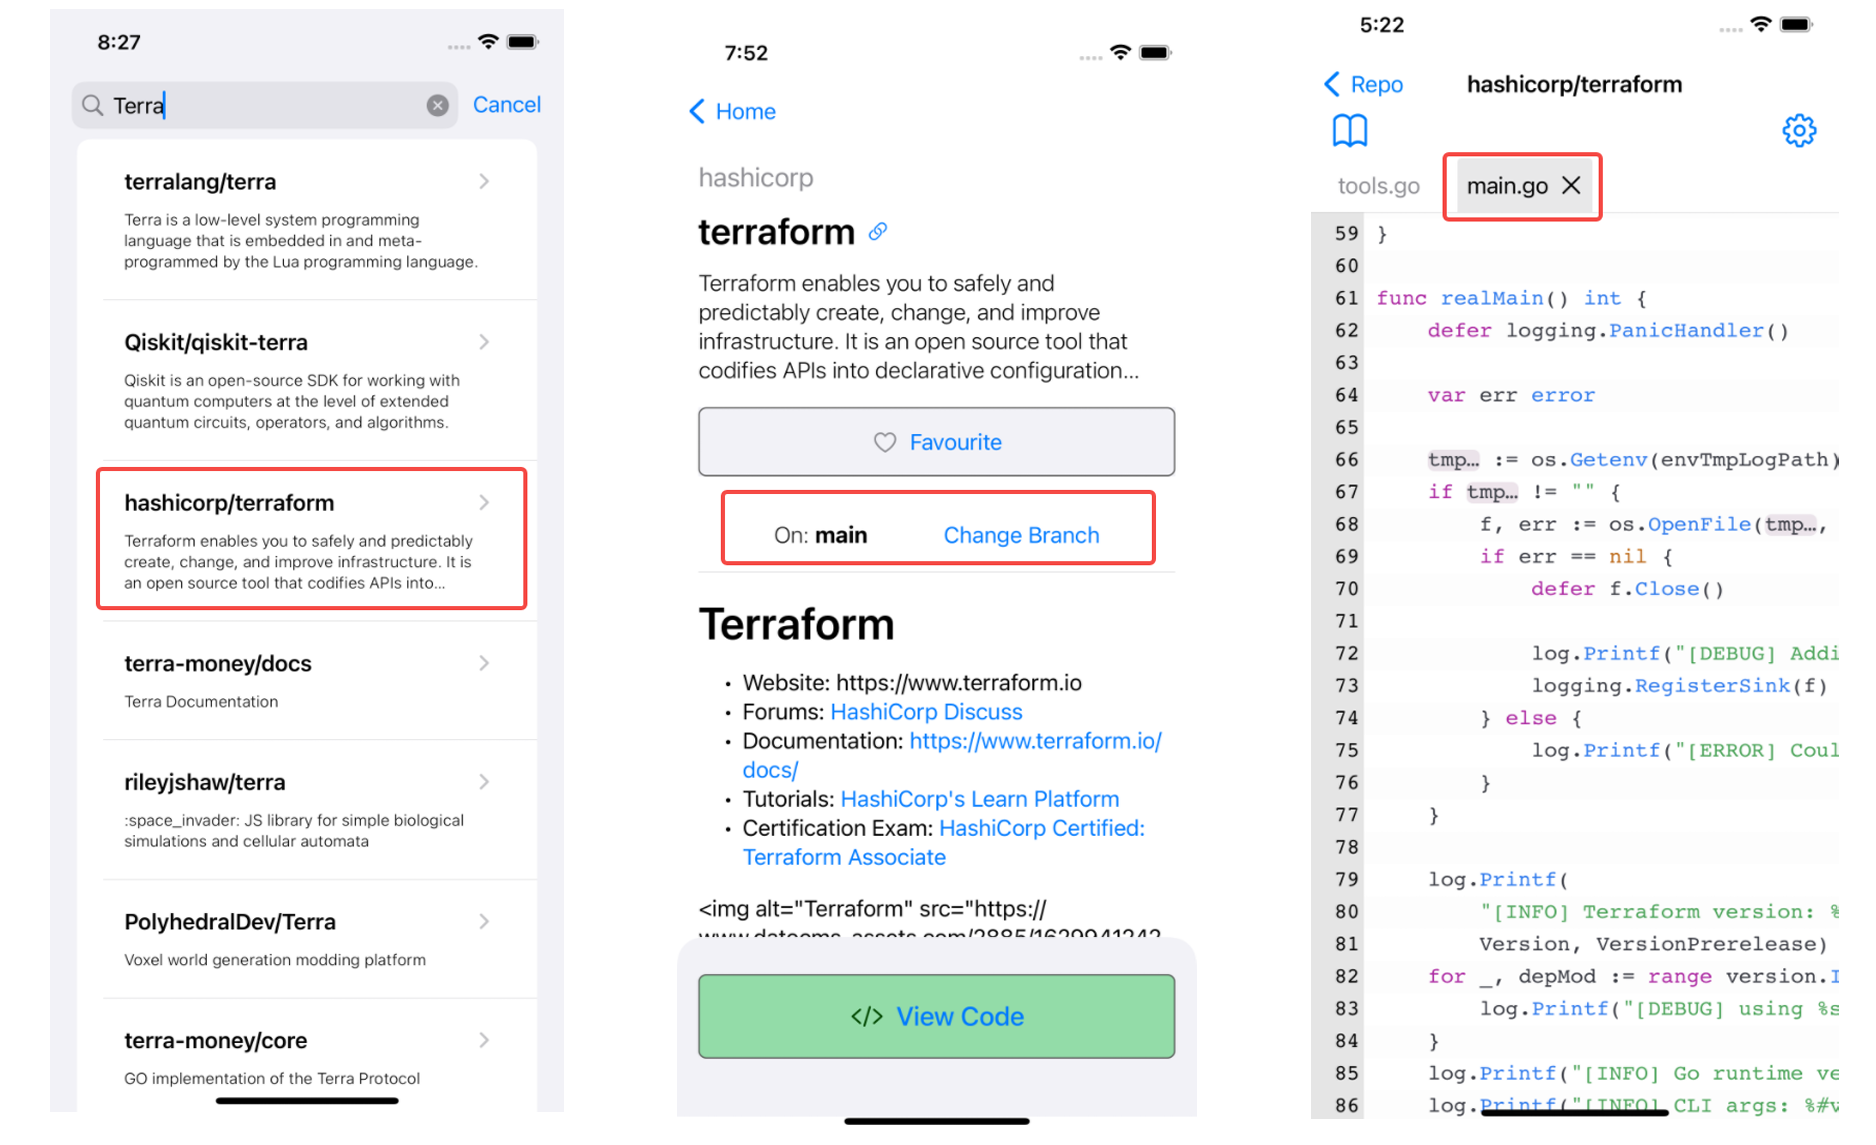 8:27
Terra
Cancel
terralang/terra
Terra is a low-level system programming
language that is embedded in and meta-
programmed by the Lua programming language.
Qiskit/qiskit-terra
Qiskit is an open-source SDK for working with
quantum computers at the level of extended
quantum circuits, operators, and algorithms.
hashicorp/terraform
Terraform enables you to safely and predictably
create, change, and improve infrastructure. It is
an open source tool that codifies APIs into...
terra-money/docs
Terra Documentation
rileyjshaw/terra
:space_invader: JS library for simple biological
simulations and cellular automata
PolyhedralDev/Terra
Voxel world generation modding platform
terra-money/core
GO implementation of the Terra Protocol
7:52
Home
hashicorp
terraform
Terraform enables you to safely and
predictably create, change, and improve
infrastructure. It is an open source tool that
codifies APIs into declarative configuration...
Favourite
On: main Change Branch
Terraform
• Website: https://www.terraform.io
• Forums: HashiCorp Discuss
• Documentation: https://www.terraform.io/
docs/
• Tutorials: HashiCorp's Learn Platform
• Certification Exam: HashiCorp Certified:
Terraform Associate
<img alt="Terraform" src="https://
www.datocms-assets.com/2885/1629941242
</> View Code
5:22
Repo
hashicorp/terraform
tools.go main.go
59 }
60
61 func realMain() int {
62 defer logging.PanicHandler()
63
64 var err error
65
66 tmp… := os.Getenv(envTmpLogPath)
67 if tmp… != "" {
68 f, err := os.OpenFile(tmp…,
69 if err == nil {
70 defer f.Close()
71
72 log.Printf("[DEBUG] Addi
73 logging.RegisterSink(f)
74 } else {
75 log.Printf("[ERROR] Coul
76 }
77 }
78
79 log.Printf(
80 "[INFO] Terraform version: %
81 Version, VersionPrerelease)
82 for _, depMod := range version.I
83 log.Printf("[DEBUG] using %s
84 }
85 log.Printf("[INFO] Go runtime ve
86 log.Printf("[INFO] CLI args: %#v